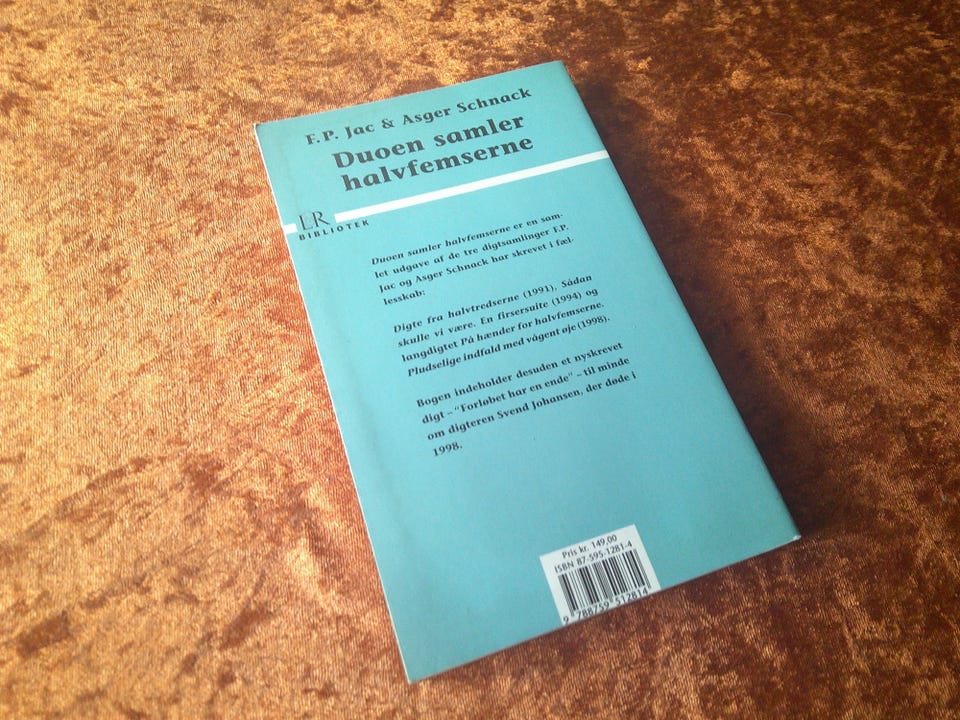 F.P. Jac & Asger Schnack
Duoen samler
halvfemserne
LR
BIBLIOTEK
Duoen samler halvfemserne er en sam-
let udgave af de tre digtsamlinger F.P.
Jac og Asger Schnack har skrevet i fæl-
lesskab:
Digte fra halvtredserne (1991), Sådan
skulle vi være. En firsersuite (1994) og
langdigtet På hænder for halvfemserne.
Pludselige indfald med vågent øje (1998).
Bogen indeholder desuden et nyskrevet
digt – "Forløbet har en ende" – til minde
om digteren Svend Johansen, der døde i
1998.
Pris kr. 149,00
ISBN 87-595-1281-4
9 788759 512814